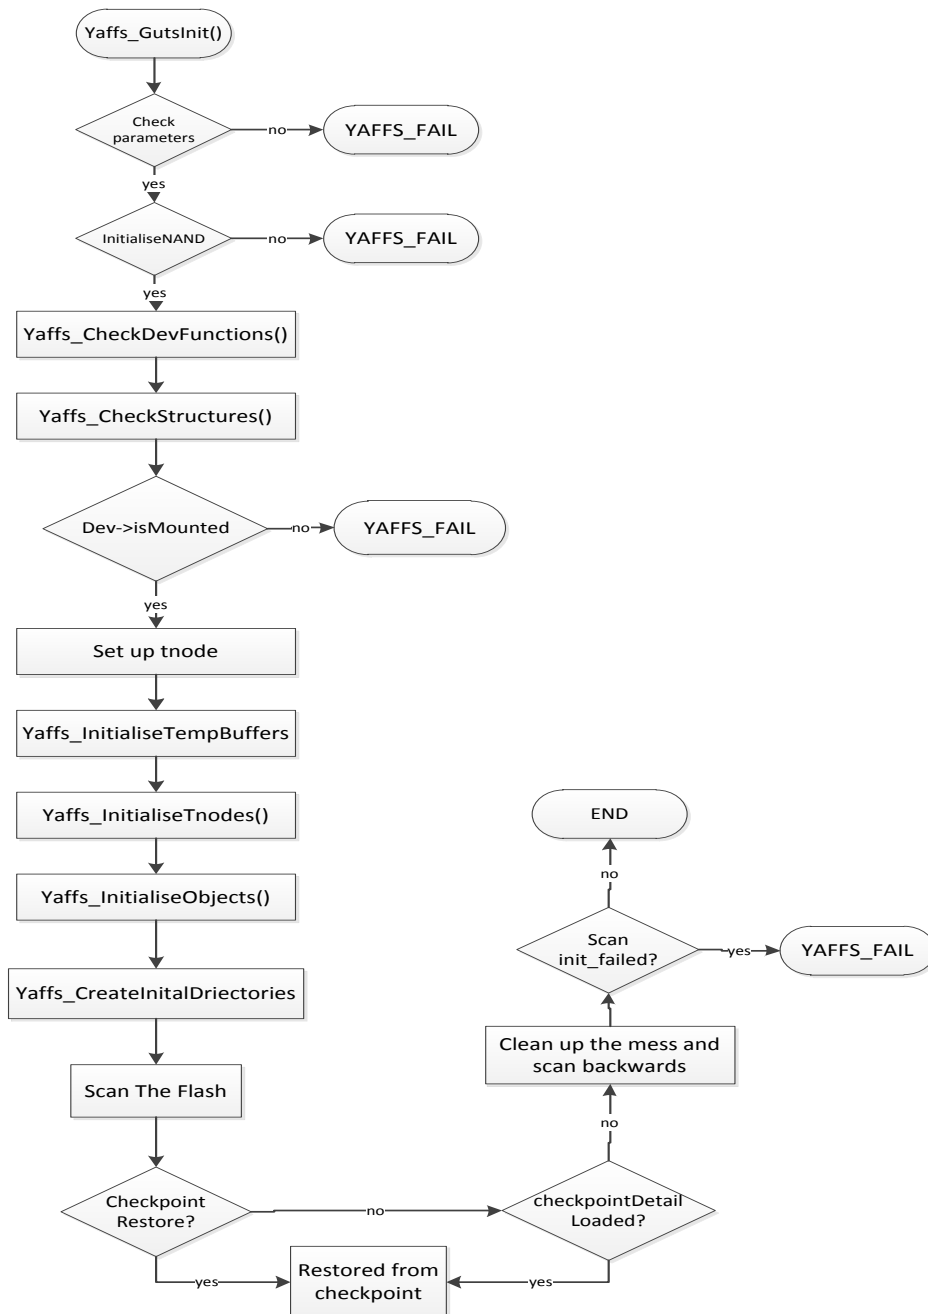 Yaffs_GutsInit()
Check
parameters
no
YAFFS_FAIL
yes
InitialiseNAND
no
YAFFS_FAIL
yes
Yaffs_CheckDevFunctions()
Yaffs_CheckStructures()
Dev->isMounted
no
YAFFS_FAIL
yes
Set up tnode
Yaffs_InitialiseTempBuffers
Yaffs_InitialiseTnodes()
Yaffs_InitialiseObjects()
Yaffs_CreateInitalDriectories
Scan The Flash
Checkpoint
Restore?
no
yes
checkpointDetail
Loaded?
yes
Restored from
checkpoint
no
Clean up the mess and
scan backwards
Scan
init_failed?
yes
YAFFS_FAIL
no
END